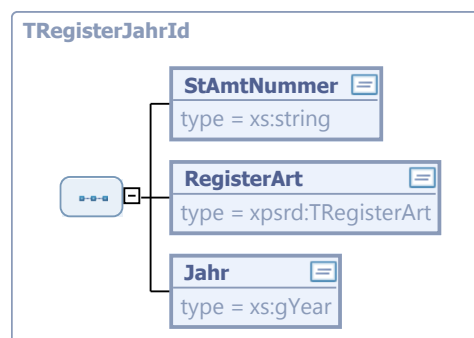 TRegisterJahrId
StAmtNummer
type = xs:string
RegisterArt
type = xpsrd:TRegisterArt
Jahr
type = xs:gYear